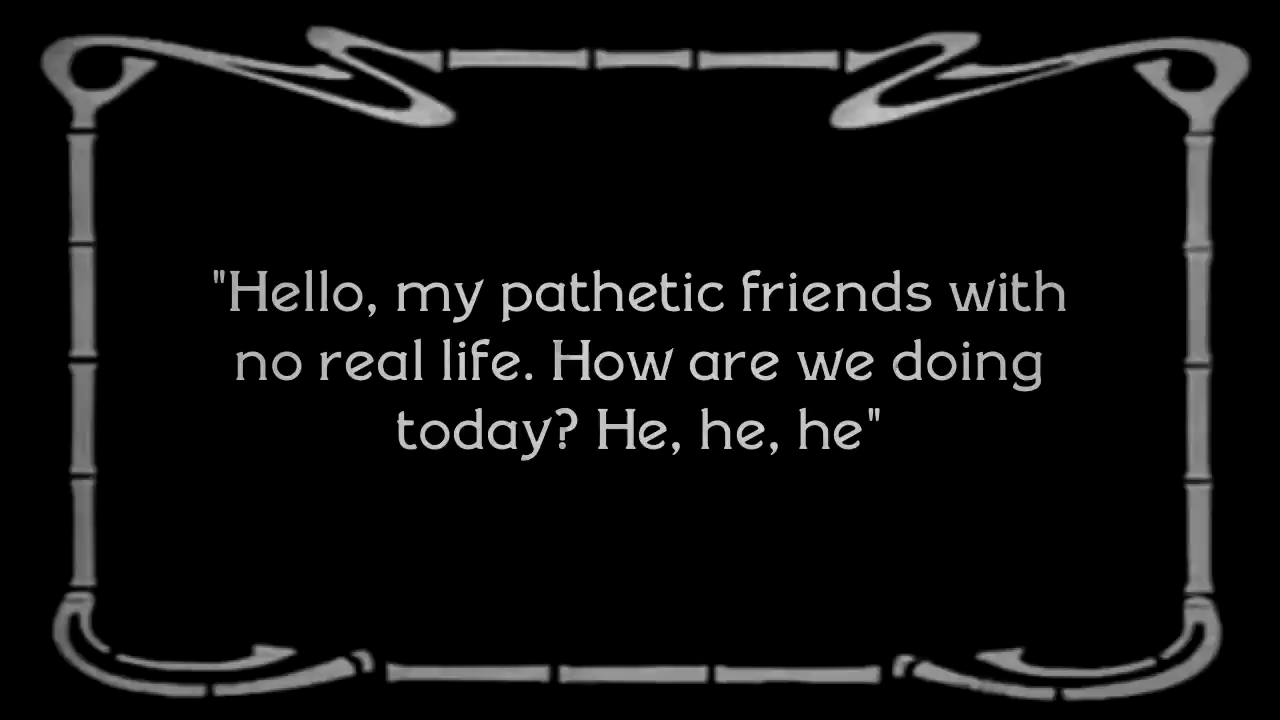 "Hello, my pathetic friends with
no real life. How are we doing
today? He, he, he"